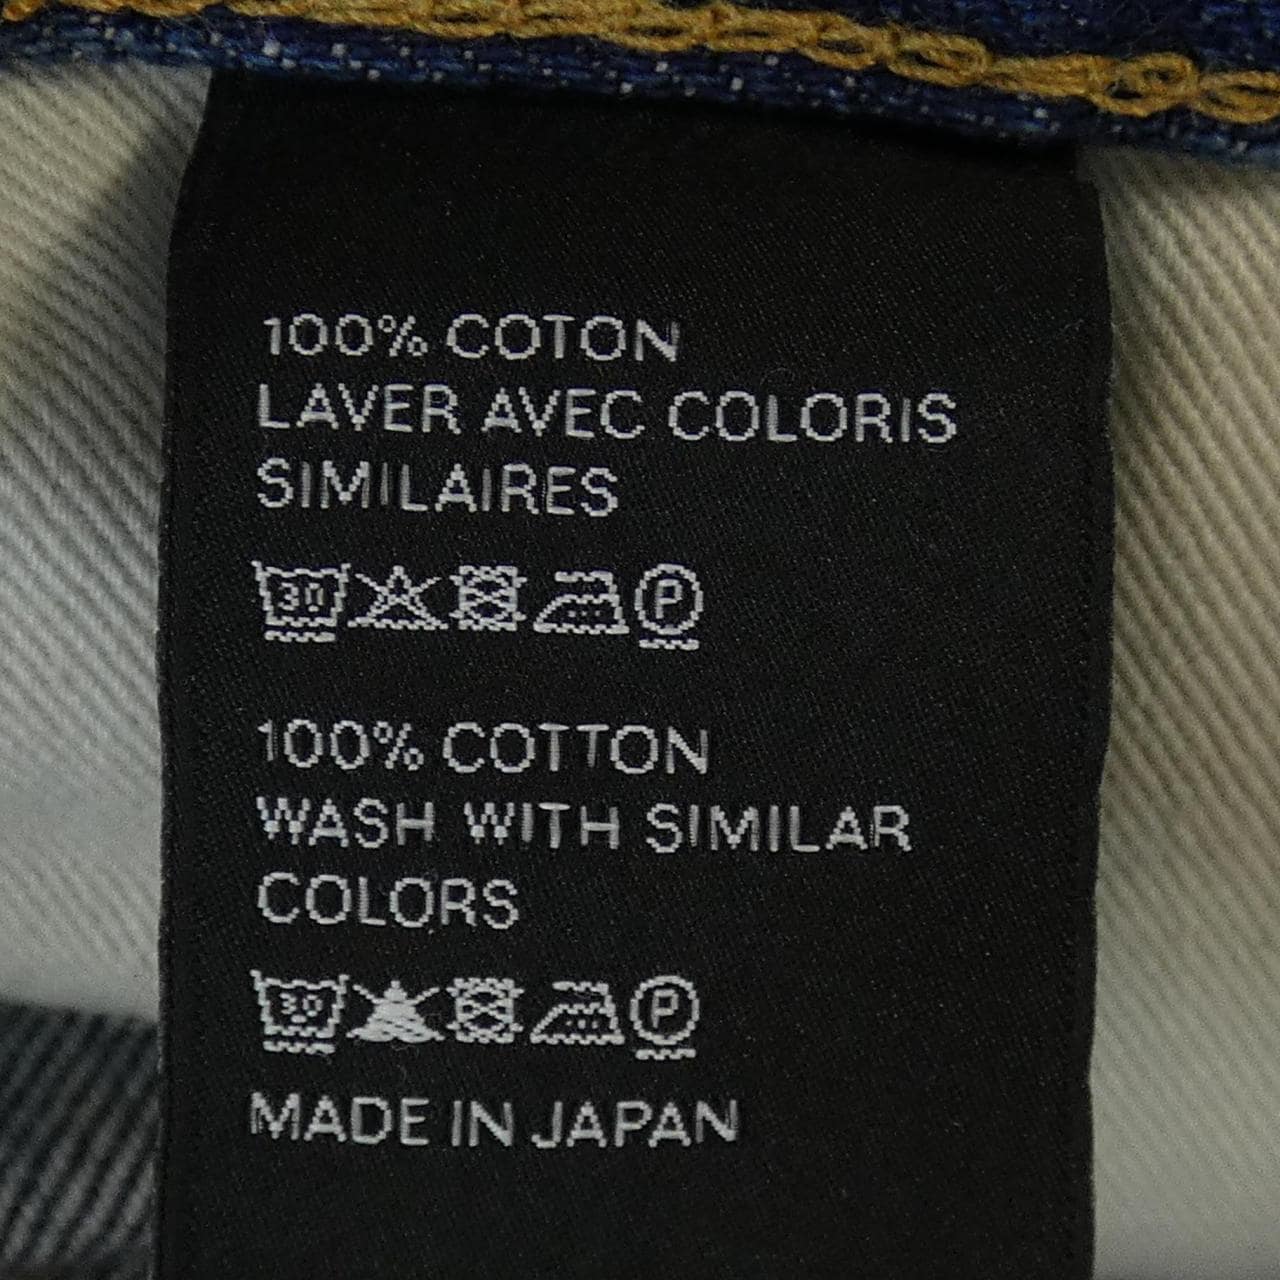 100% COTON
LAVER AVEC COLORIS
SIMILAIRES
30 P
100% COTTON
WASH WITH SIMILAR
COLORS
30 P
MADE IN JAPAN